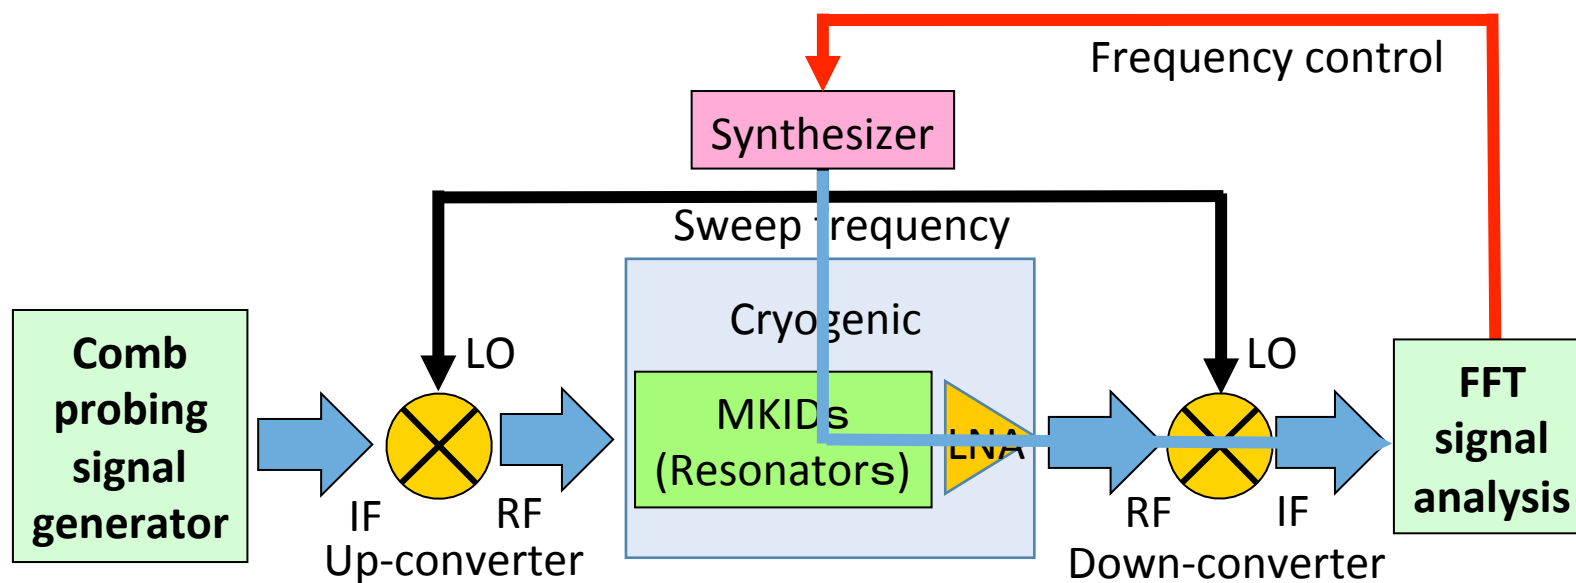 Frequency control
Synthesizer
Sweep frequency
Cryogenic
Comb
probing
signal
generator
LO
IF
RF
Up-converter
MKIDs
(Resonators)
LNA
LO
RF
IF
Down-converter
FFT
signal
analysis